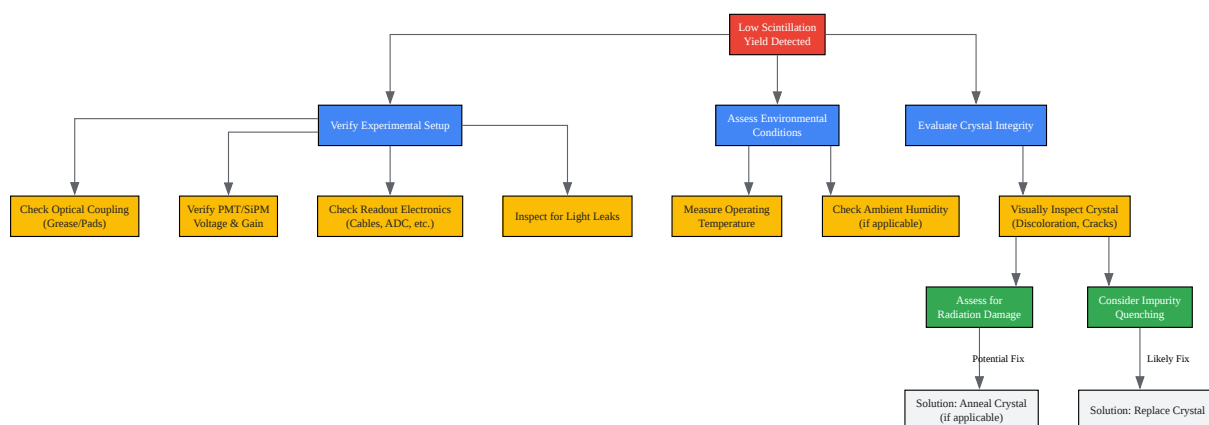 Low Scintillation
Yield Detected
Verify Experimental Setup
Assess Environmental
Conditions
Evaluate Crystal Integrity
Check Optical Coupling
(Grease/Pads)
Verify PMT/SiPM
Voltage & Gain
Check Readout Electronics
(Cables, ADC, etc.)
Inspect for Light Leaks
Measure Operating
Temperature
Check Ambient Humidity
(if applicable)
Visually Inspect Crystal
(Discoloration, Cracks)
Assess for
Radiation Damage
Consider Impurity
Quenching
Potential Fix
Likely Fix
Solution: Anneal Crystal
(if applicable)
Solution: Replace Crystal